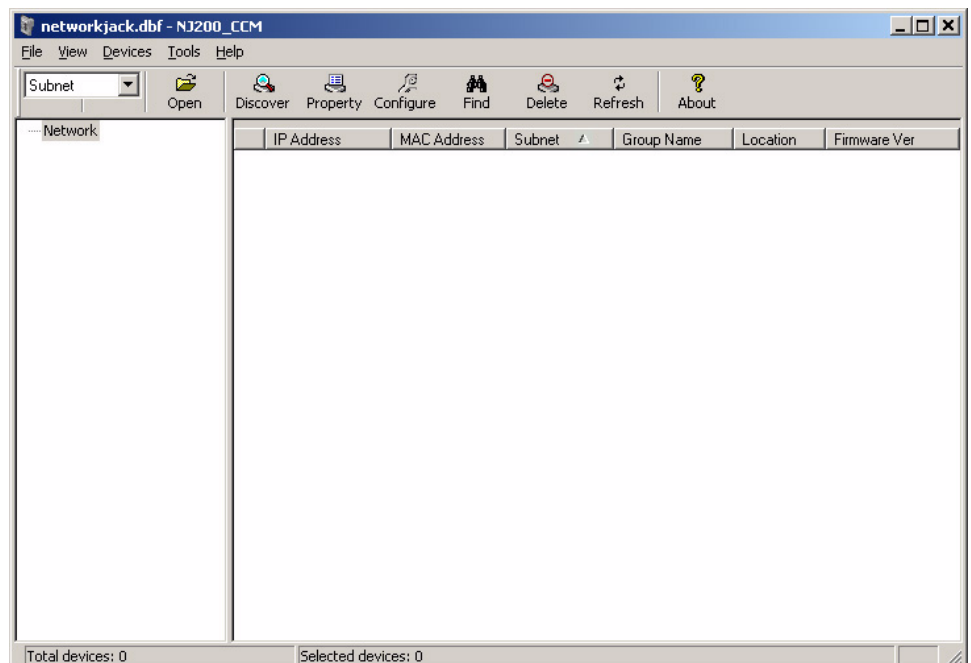 networkjack.dbf - NJ200_CCM
File View Devices Tools Help
Subnet Open Discover Property Configure Find Delete Refresh About
Network
IP Address MAC Address Subnet Group Name Location Firmware Ver
Total devices: 0 Selected devices: 0